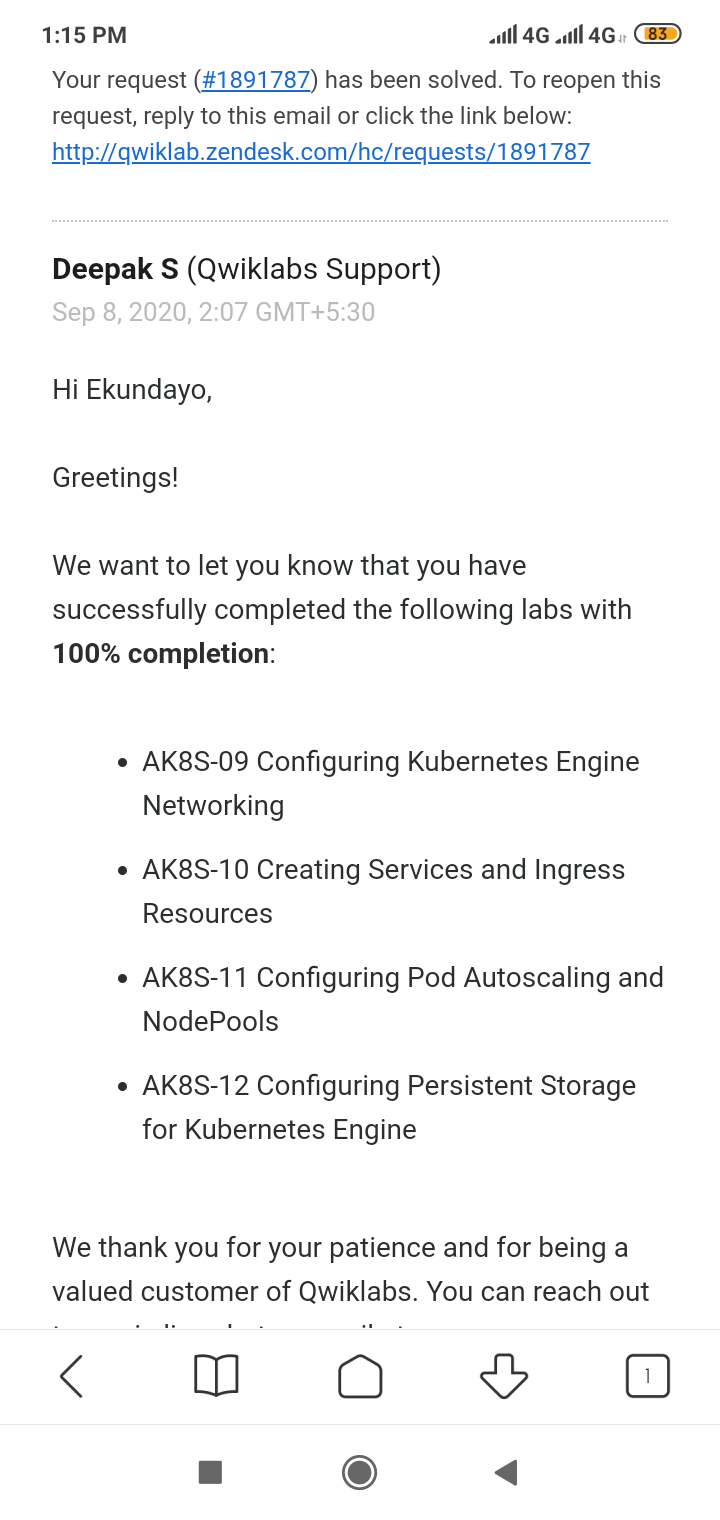 1:15 PM
4G 4G 83
Your request (#1891787) has been solved. To reopen this
request, reply to this email or click the link below:
http://qwiklab.zendesk.com/hc/requests/1891787
Deepak S (Qwiklabs Support)
Sep 8, 2020, 2:07 GMT+5:30
Hi Ekundayo,
Greetings!
We want to let you know that you have
successfully completed the following labs with
100% completion:
• AK8S-09 Configuring Kubernetes Engine
Networking
• AK8S-10 Creating Services and Ingress
Resources
• AK8S-11 Configuring Pod Autoscaling and
NodePools
• AK8S-12 Configuring Persistent Storage
for Kubernetes Engine
We thank you for your patience and for being a
valued customer of Qwiklabs. You can reach out
1